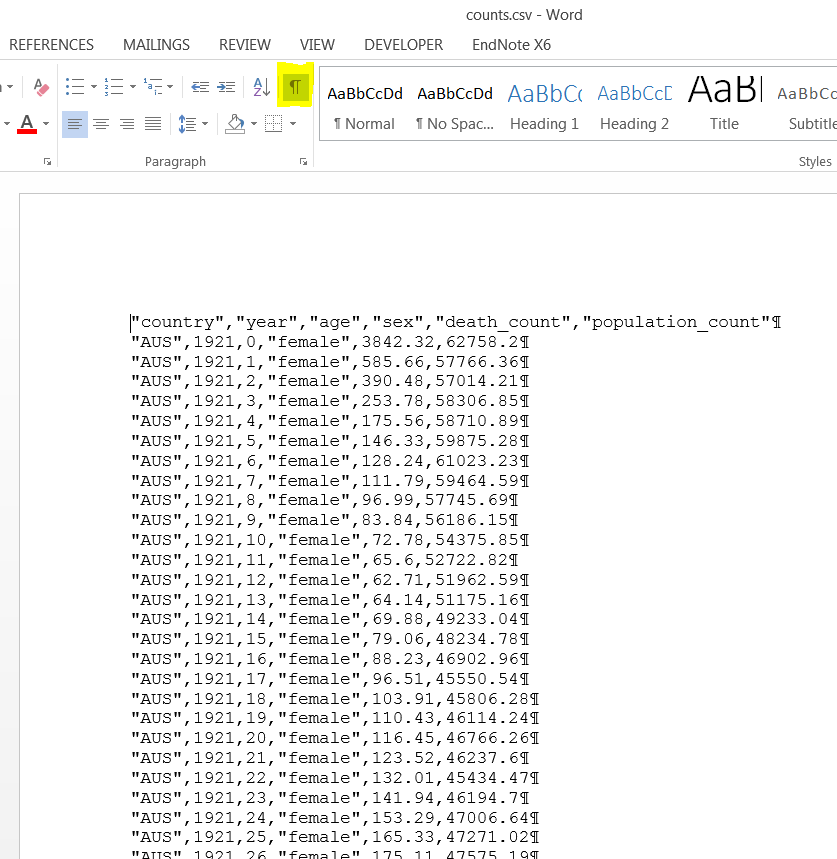 counts.csv - Word
REFERENCES MAILINGS REVIEW VIEW DEVELOPER EndNote X6
AaBbCcDd AaBbCcDd AaBbC AaBbCcD AaB AaBbCc
¶ Normal ¶ No Spac... Heading 1 Heading 2 Title Subtitle
Paragraph Styles
"country","year","age","sex","death_count","population_count"¶
"AUS",1921,0,"female",3842.32,62758.2¶
"AUS",1921,1,"female",585.66,57766.36¶
"AUS",1921,2,"female",390.48,57014.21¶
"AUS",1921,3,"female",253.78,58306.85¶
"AUS",1921,4,"female",175.56,58710.89¶
"AUS",1921,5,"female",146.33,59875.28¶
"AUS",1921,6,"female",128.24,61023.23¶
"AUS",1921,7,"female",111.79,59464.59¶
"AUS",1921,8,"female",96.99,57745.69¶
"AUS",1921,9,"female",83.84,56186.15¶
"AUS",1921,10,"female",72.78,54375.85¶
"AUS",1921,11,"female",65.6,52722.82¶
"AUS",1921,12,"female",62.71,51962.59¶
"AUS",1921,13,"female",64.14,51175.16¶
"AUS",1921,14,"female",69.88,49233.04¶
"AUS",1921,15,"female",79.06,48234.78¶
"AUS",1921,16,"female",88.23,46902.96¶
"AUS",1921,17,"female",96.51,45550.54¶
"AUS",1921,18,"female",103.91,45806.28¶
"AUS",1921,19,"female",110.43,46114.24¶
"AUS",1921,20,"female",116.45,46766.26¶
"AUS",1921,21,"female",123.52,46237.6¶
"AUS",1921,22,"female",132.01,45434.47¶
"AUS",1921,23,"female",141.94,46194.7¶
"AUS",1921,24,"female",153.29,47006.64¶
"AUS",1921,25,"female",165.33,47271.02¶
"AUS",1921,26,"female",175.11,47575.19¶